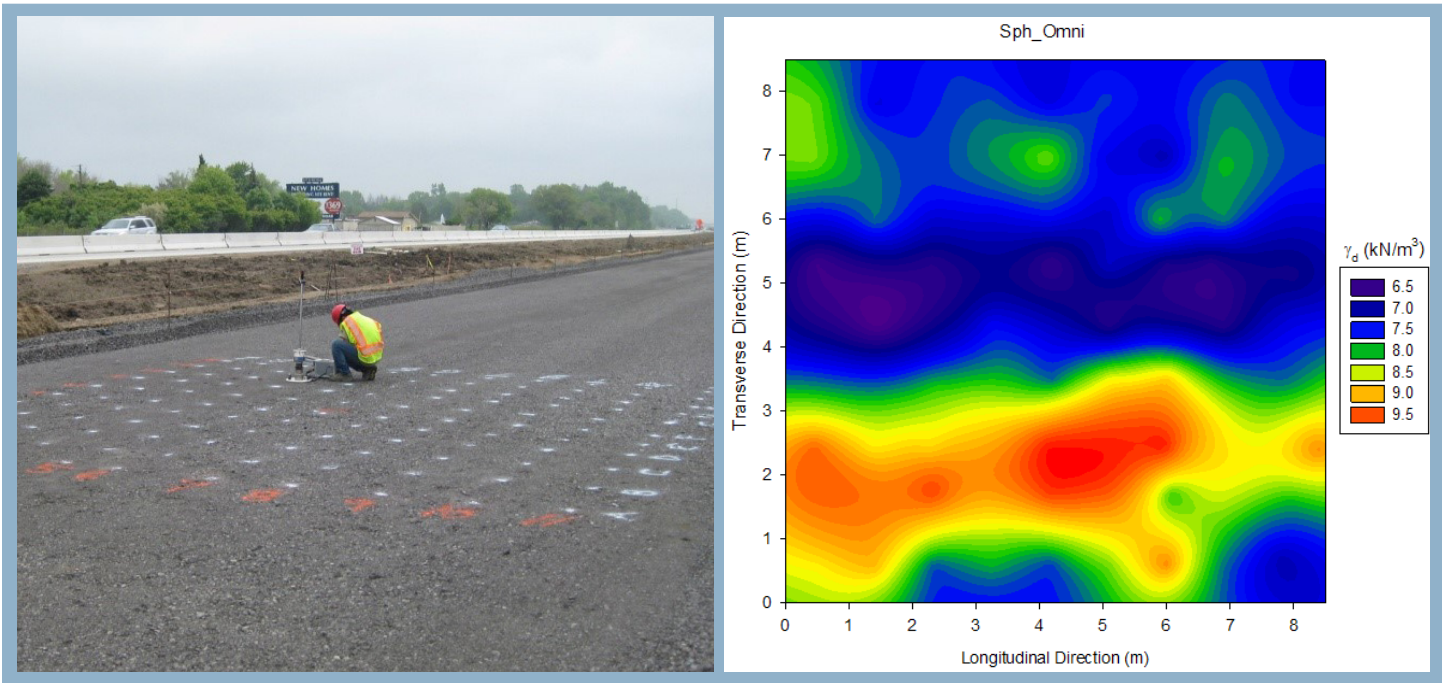 NEW HOMES
Sph_Omni
Transverse Direction (m)
8
7
6
5
4
3
2
1
0
0 1 2 3 4 5 6 7 8
Longitudinal Direction (m)
γd (kN/m³)
6.5
7.0
7.5
8.0
8.5
9.0
9.5